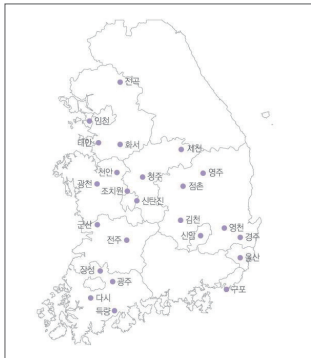 전곡
인천
태안
화서
제천
천안
청주
영주
광천
조치원
점촌
신탄진
군산
김천
영천
신암
경주
전주
울산
장성
광주
구포
다시
득량